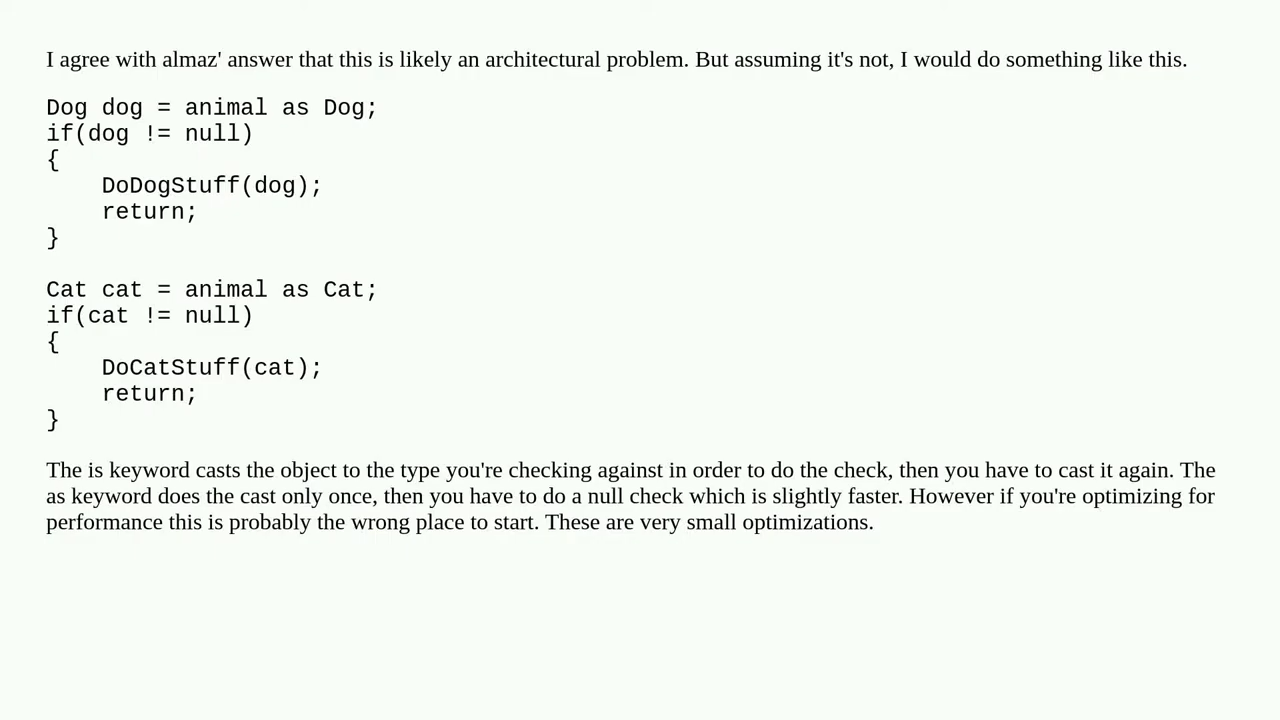 I agree with almaz' answer that this is likely an architectural problem. But assuming it's not, I would do something like this.
Dog dog = animal as Dog;
if(dog != null)
{
    DoDogStuff(dog);
    return;
}
Cat cat = animal as Cat;
if(cat != null)
{
    DoCatStuff(cat);
    return;
}
The is keyword casts the object to the type you're checking against in order to do the check, then you have to cast it again. The
as keyword does the cast only once, then you have to do a null check which is slightly faster. However if you're optimizing for
performance this is probably the wrong place to start. These are very small optimizations.